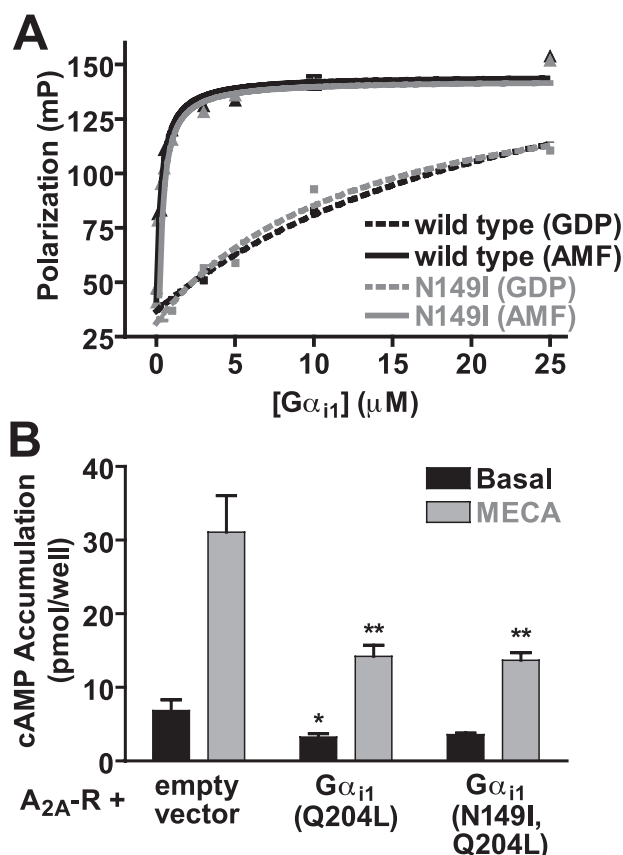 A
Polarization (mP)
150
125
100
75
50
25
wild type (GDP)
wild type (AMF)
N149I (GDP)
N149I (AMF)
0 5 10 15 20 25
[Gαi1] (μM)
B
cAMP Accumulation
(pmol/well)
40
30
20
10
0
Basal
MECA
*
**
**
A2A-R +
empty
vector
Gαi1
(Q204L)
Gαi1
(N149I,
Q204L)